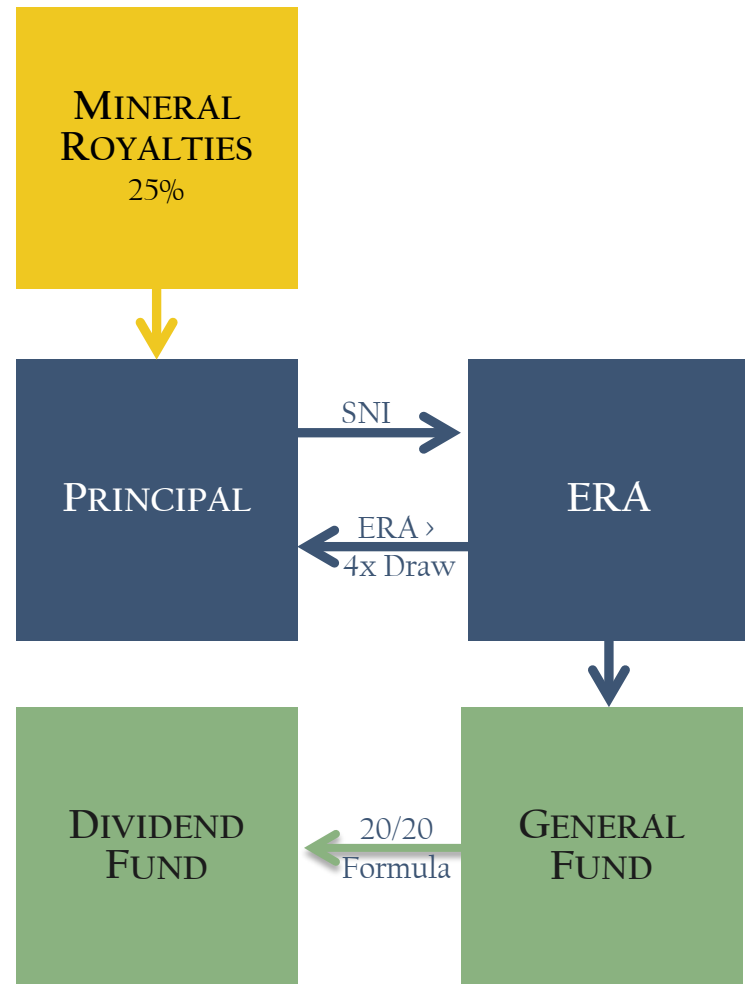 MINERAL
ROYALTIES
25%
SNI
PRINCIPAL
ERA
ERA ›
4x Draw
DIVIDEND
FUND
20/20
Formula
GENERAL
FUND